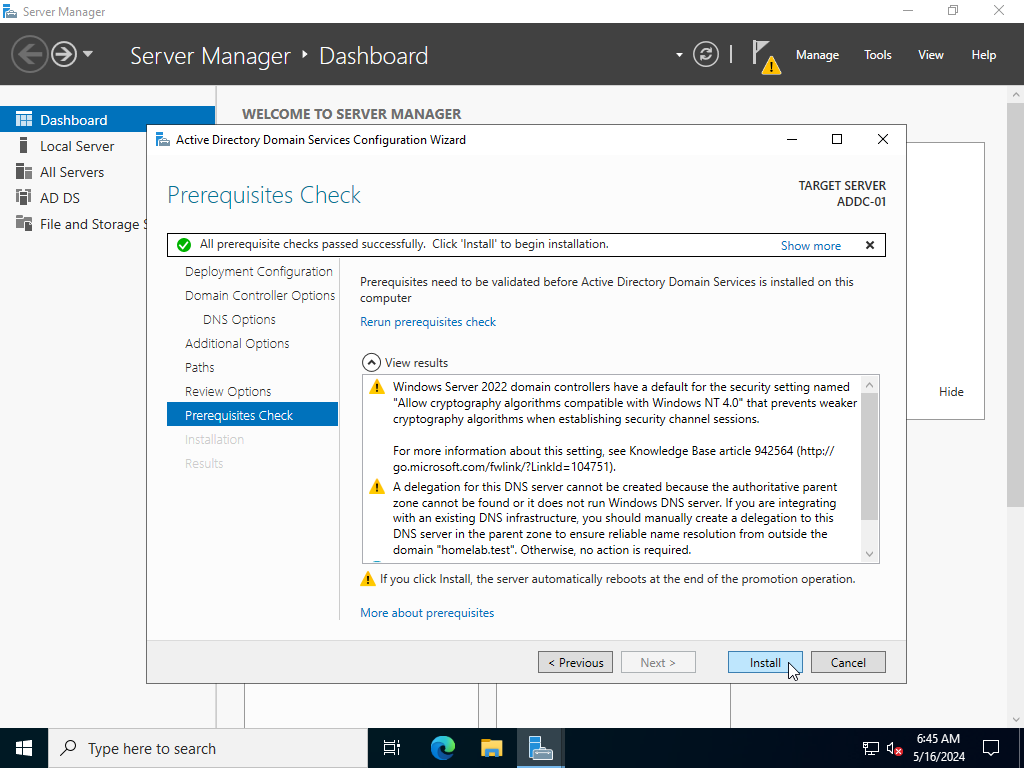 Server Manager
Server Manager ‣ Dashboard
Manage
Tools
View
Help
Dashboard
Local Server
All Servers
AD DS
File and Storage S
WELCOME TO SERVER MANAGER
Hide
Active Directory Domain Services Configuration Wizard
Prerequisites Check
TARGET SERVER
ADDC-01
All prerequisite checks passed successfully.  Click 'Install' to begin installation.
Show more
Deployment Configuration
Domain Controller Options
DNS Options
Additional Options
Paths
Review Options
Prerequisites Check
Installation
Results
Prerequisites need to be validated before Active Directory Domain Services is installed on this
computer
Rerun prerequisites check
View results
Windows Server 2022 domain controllers have a default for the security setting named
"Allow cryptography algorithms compatible with Windows NT 4.0" that prevents weaker
cryptography algorithms when establishing security channel sessions.
For more information about this setting, see Knowledge Base article 942564 (http://
go.microsoft.com/fwlink/?LinkId=104751).
A delegation for this DNS server cannot be created because the authoritative parent
zone cannot be found or it does not run Windows DNS server. If you are integrating
with an existing DNS infrastructure, you should manually create a delegation to this
DNS server in the parent zone to ensure reliable name resolution from outside the
domain "homelab.test". Otherwise, no action is required.
If you click Install, the server automatically reboots at the end of the promotion operation.
More about prerequisites
< Previous
Next >
Install
Cancel
Type here to search
6:45 AM
5/16/2024